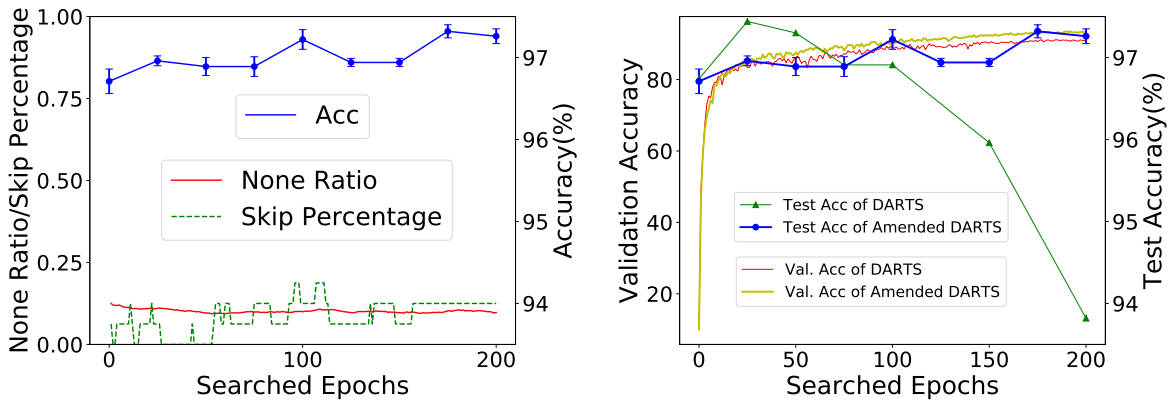 None Ratio/Skip Percentage
1.00
0.75
0.50
0.25
0.00
Acc
None Ratio
Skip Percentage
97
96
95
94
Accuracy(%)
0
100
200
Searched Epochs
Validation Accuracy
80
60
40
20
Test Acc of DARTS
Test Acc of Amended DARTS
Val. Acc of DARTS
Val. Acc of Amended DARTS
97
96
95
94
Test Accuracy(%)
0
50
100
150
200
Searched Epochs